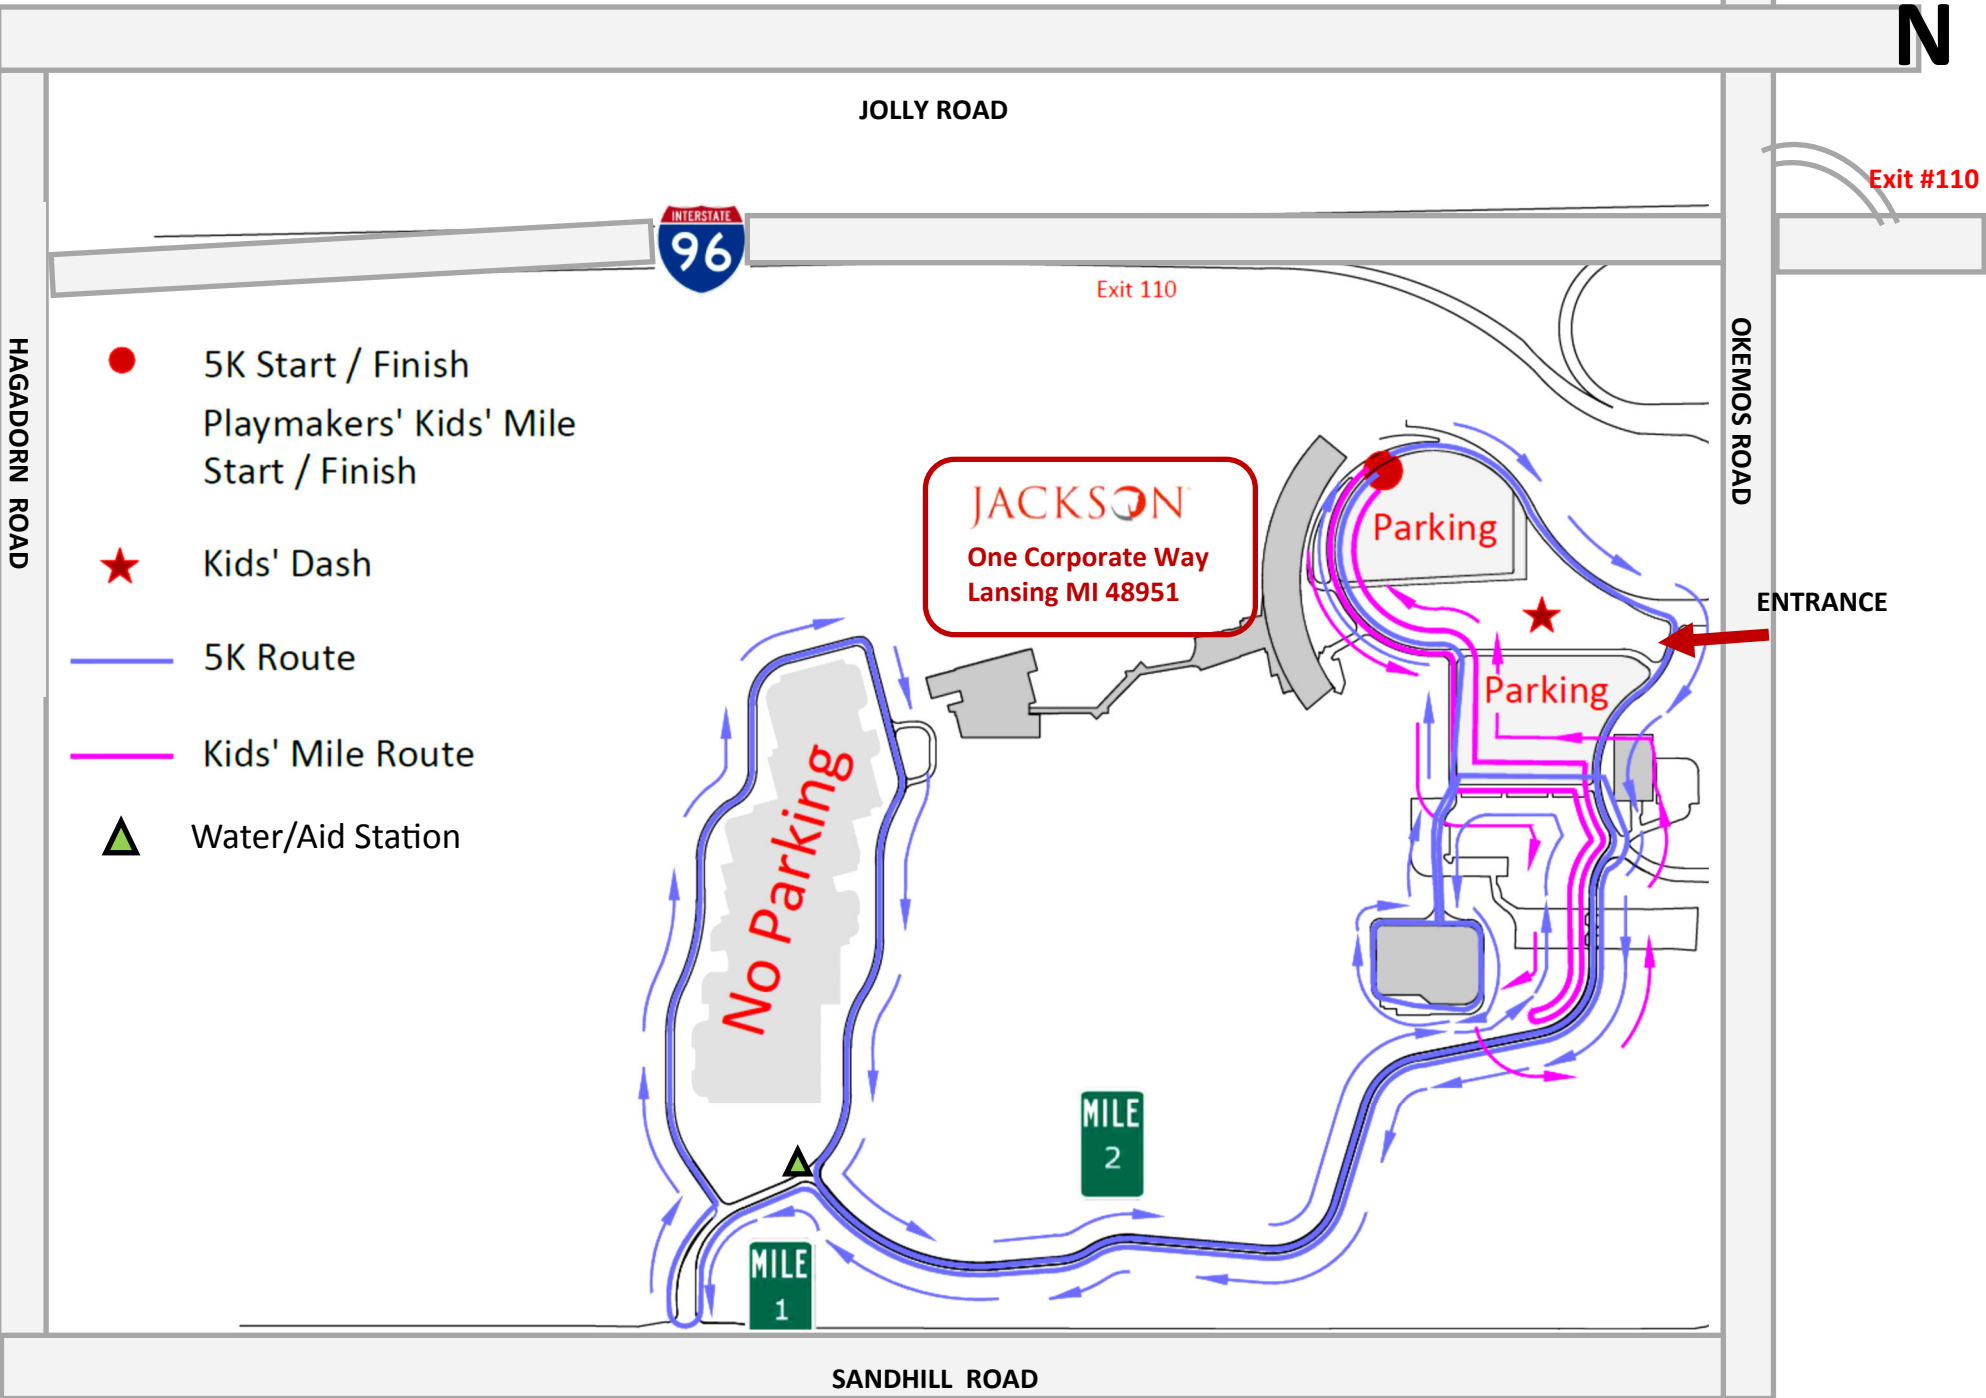 N
JOLLY ROAD
Exit #110
INTERSTATE
96
Exit 110
HAGADORN ROAD
OKEMOS ROAD
5K Start / Finish
Playmakers' Kids' Mile
Start / Finish
Kids' Dash
5K Route
Kids' Mile Route
Water/Aid Station
JACKSON
One Corporate Way
Lansing MI 48951
Parking
ENTRANCE
Parking
No Parking
MILE
2
MILE
1
SANDHILL ROAD